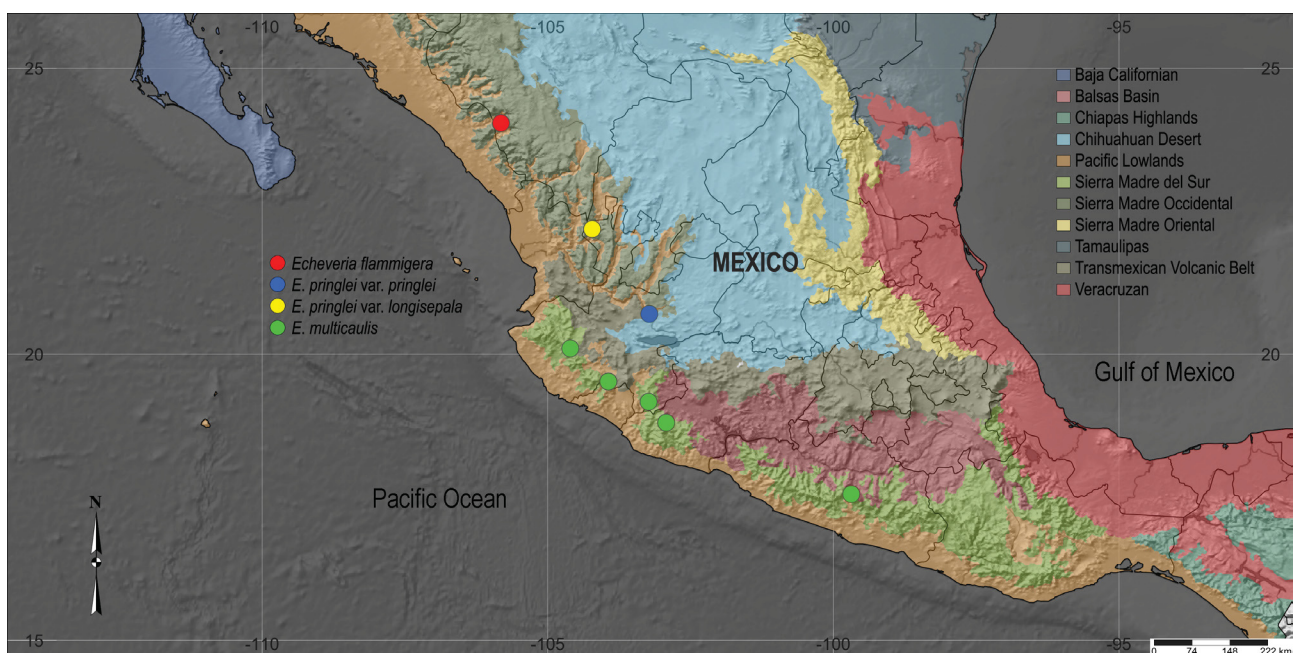 -110 -105 -100 -95
25 25
Baja Californian
Balsas Basin
Chiapas Highlands
Chihuahuan Desert
Pacific Lowlands
Sierra Madre del Sur
Sierra Madre Occidental
Sierra Madre Oriental
Tamaulipas
Transmexican Volcanic Belt
Veracruzan
MEXICO
Echeveria flammigera
E. pringlei var. pringlei
E. pringlei var. longisepala
E. multicaulis
20 20
Gulf of Mexico
Pacific Ocean
N
15
-110 -105 -100 -95
0 74 148 222 km